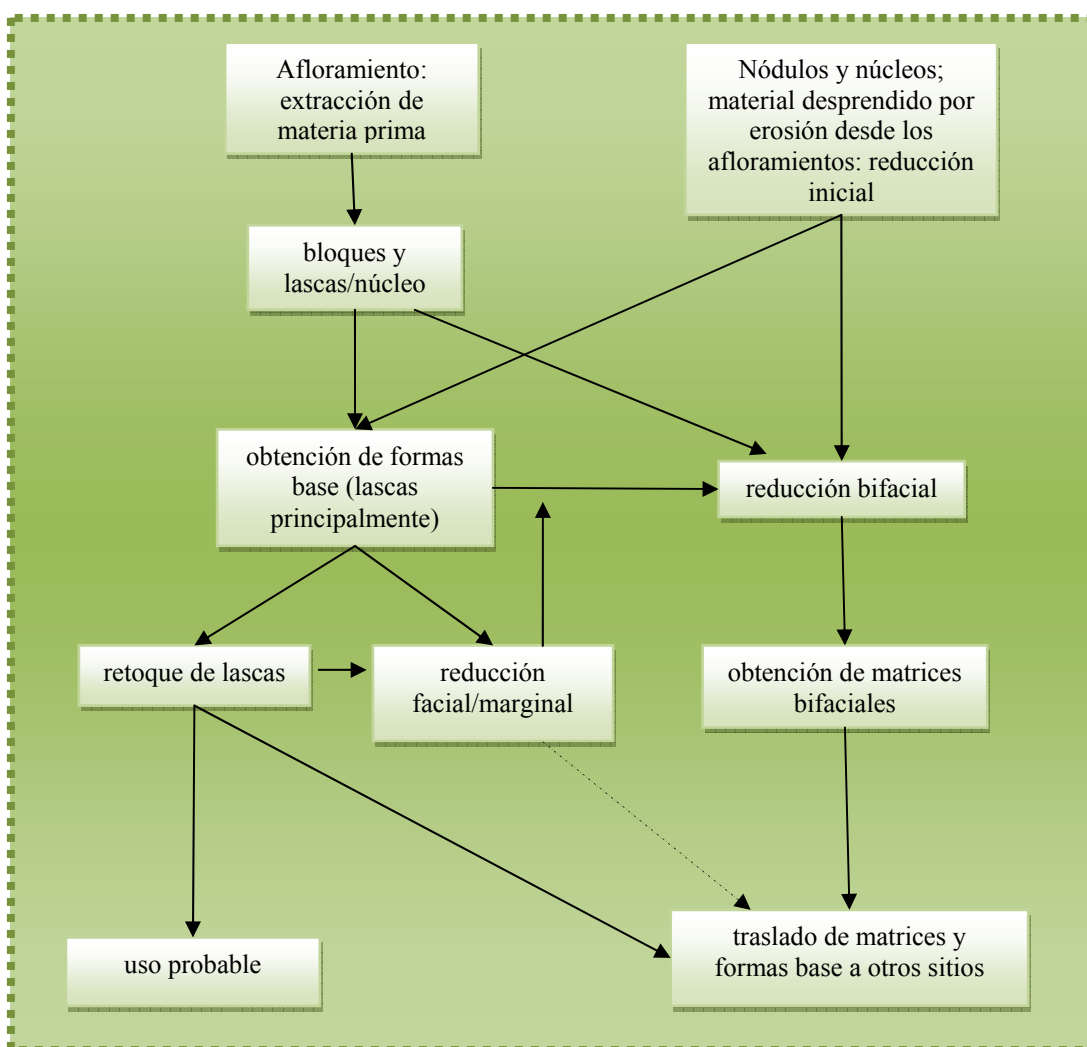 Afloramiento:
extracción de
materia prima
Nódulos y núcleos;
material desprendido por
erosión desde los
afloramientos: reducción
inicial
bloques y
lascas/núcleo
obtención de formas
base (lascas
principalmente)
reducción bifacial
retoque de lascas
reducción
facial/marginal
obtención de matrices
bifaciales
uso probable
traslado de matrices y
formas base a otros sitios